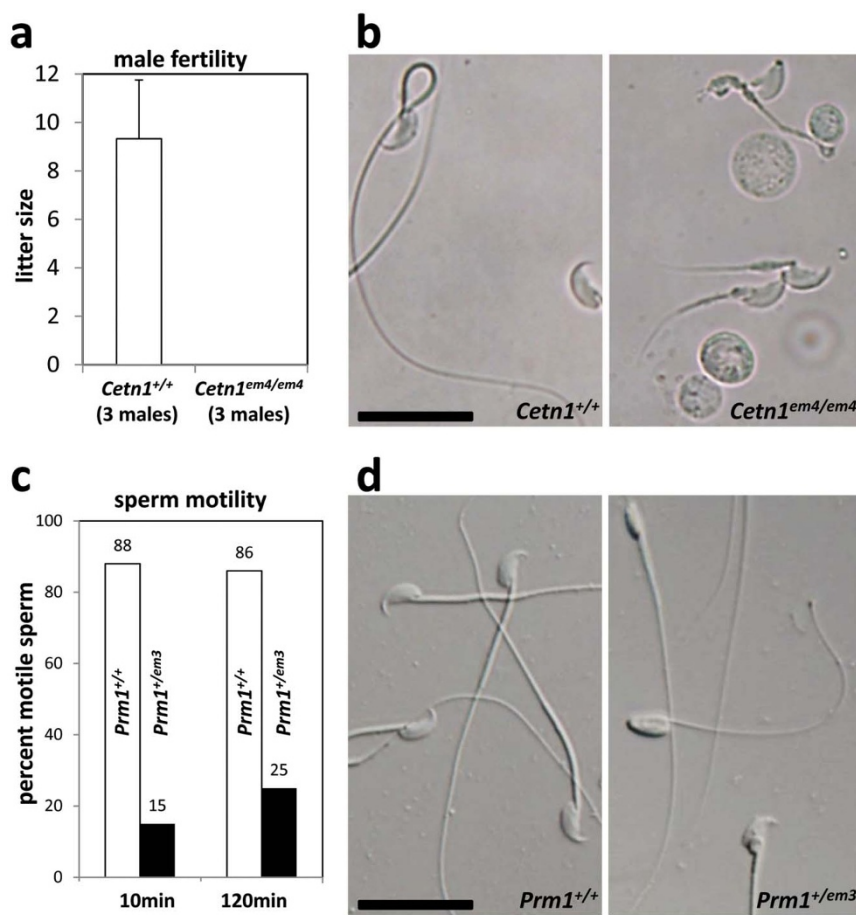 a
male fertility
12
10
8
6
4
2
0
litter size
Cetn1+/+
(3 males)
Cetn1em4/em4
(3 males)
b
Cetn1+/+
Cetn1em4/em4
c
sperm motility
100
80
60
40
20
0
percent motile sperm
88
Prm1+/+
15
Prm1+/em3
86
Prm1+/+
25
Prm1+/em3
10min
120min
d
Prm1+/+
Prm1+/em3